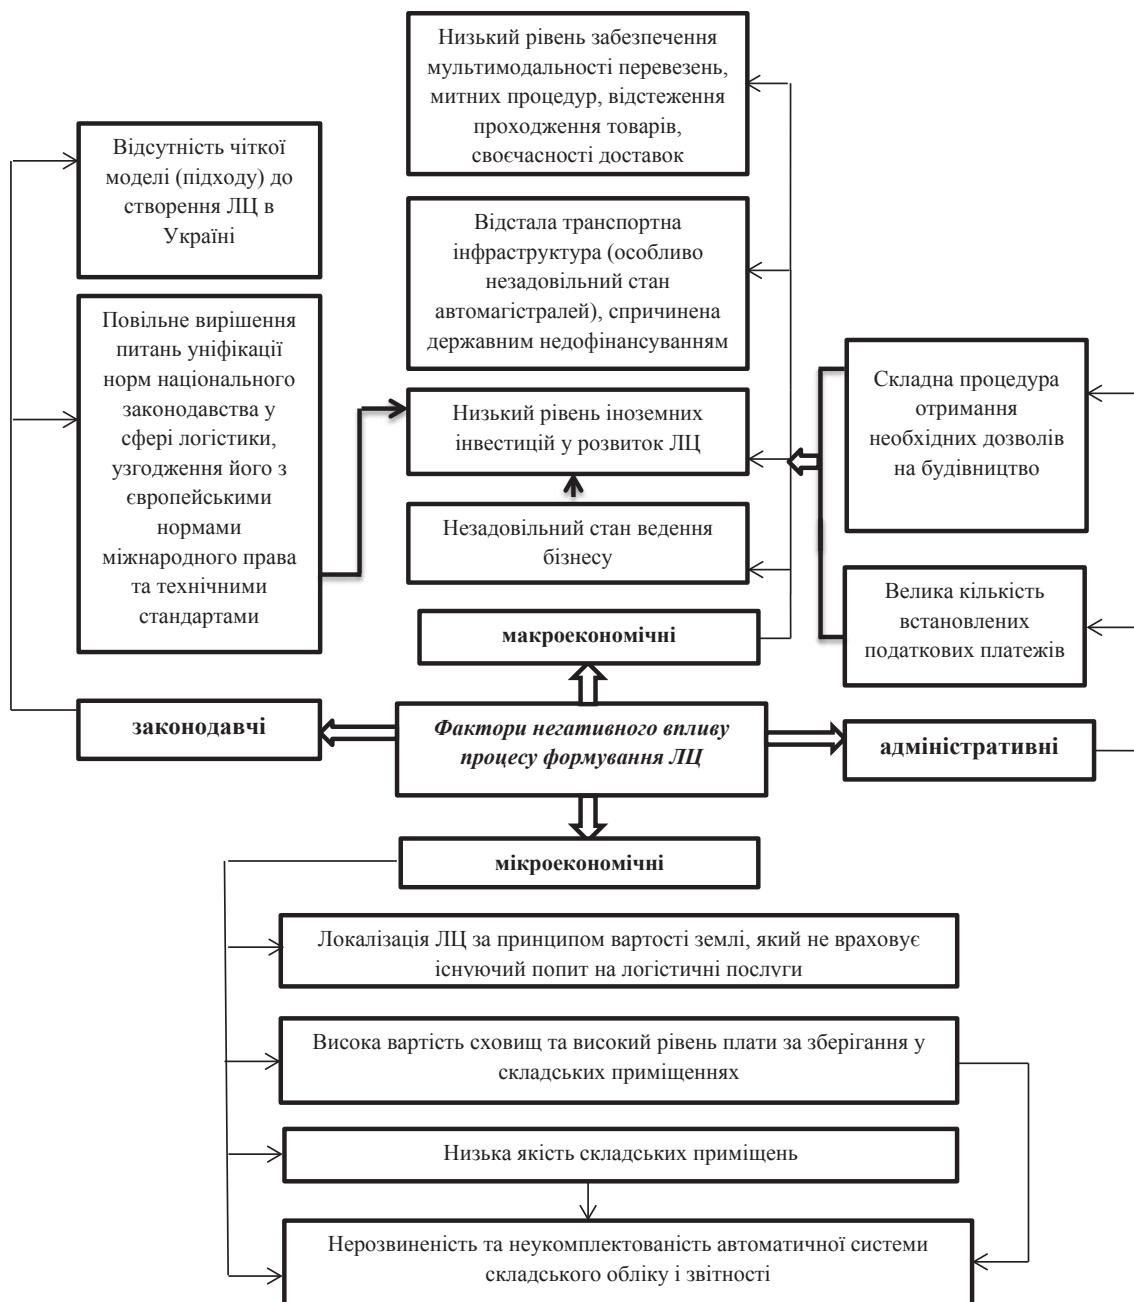 Низький рівень забезпечення
мультимодальності перевезень,
митних процедур, відстеження
проходження товарів,
своєчасності доставок
Відсутність чіткої
моделі (підходу) до
створення ЛЦ в
Україні
Відстала транспортна
інфраструктура (особливо
незадовільний стан
автомагістралей), спричинена
державним недофінансуванням
Повільне вирішення
питань уніфікації
норм національного
законодавства у
сфері логістики,
узгодження його з
європейськими
нормами
міжнародного права
та технічними
стандартами
Складна процедура
отримання
необхідних дозволів
на будівництво
Низький рівень іноземних
інвестицій у розвиток ЛЦ
Незадовільний стан ведення
бізнесу
Велика кількість
встановлених
податкових платежів
макроекономічні
законодавчі
Фактори негативного впливу
процесу формування ЛЦ
адміністративні
мікроекономічні
Локалізація ЛЦ за принципом вартості землі, який не враховує
існуючий попит на логістичні послуги
Висока вартість сховищ та високий рівень плати за зберігання у
складських приміщеннях
Низька якість складських приміщень
Нерозвиненість та неукомплектованість автоматичної системи
складського обліку і звітності